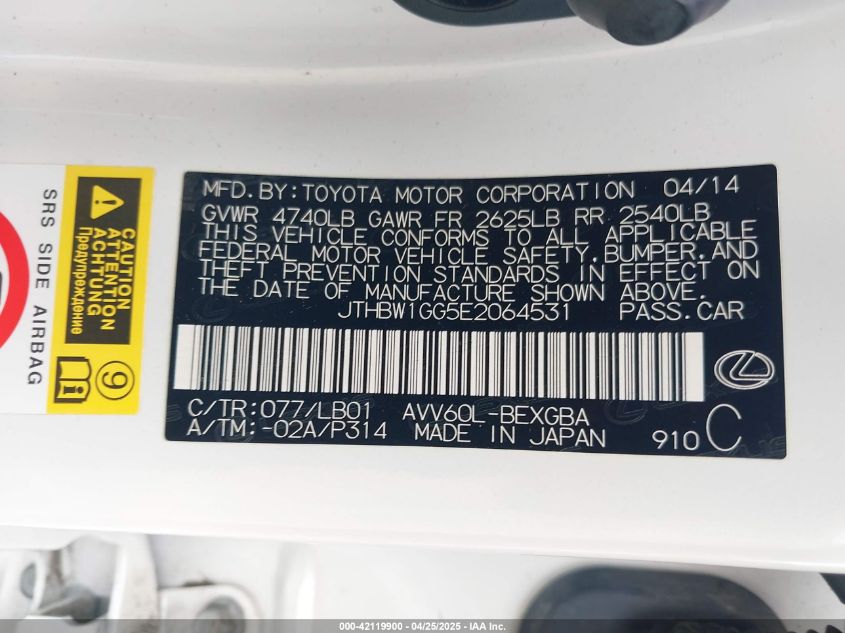 MFD. BY: TOYOTA MOTOR CORPORATION 04/14
GVWR 4740LB GAWR FR 2625LB RR 2540LB
THIS VEHICLE CONFORMS TO ALL APPLICABLE
FEDERAL MOTOR VEHICLE SAFETY, BUMPER, AND
THEFT PREVENTION STANDARDS IN EFFECT ON
THE DATE OF MANUFACTURE SHOWN ABOVE.
JTHBW1GG5E2064531 PASS.CAR
C/TR:077/LB01 AVV60L-BEXGBA
A/TM:-02A/P314 MADE IN JAPAN 910 C
SRS SIDE AIRBAG
CAUTION
ATTENTION
ACHTUNG
Предупреждение
9
000-42119900 - 04/25/2025 - IAA Inc.